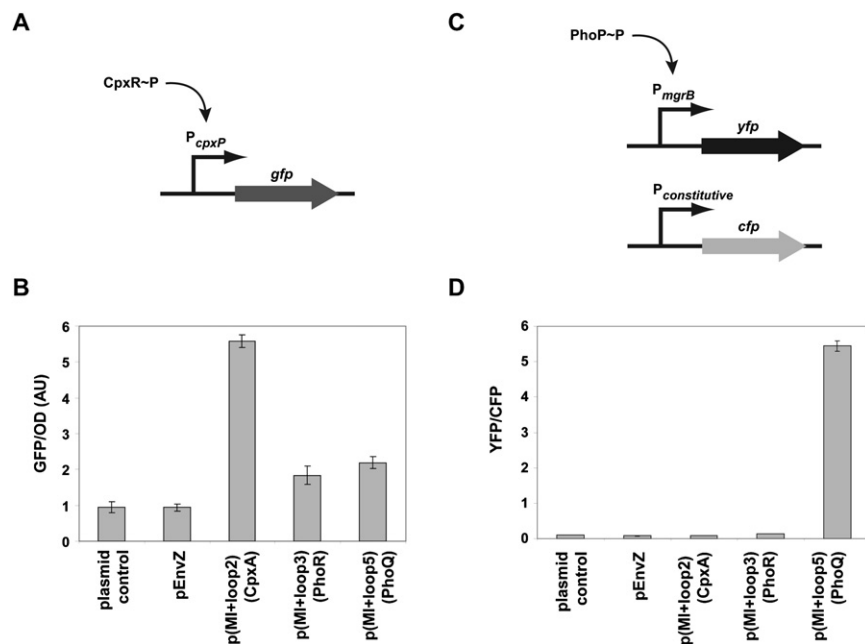 A
CpxR~P
PcpxP
gfp
B
GFP/OD (AU)
6
5
4
3
2
1
0
plasmid
control
pEnvZ
p(MI+loop2)
(CpxA)
p(MI+loop3)
(PhoR)
p(MI+loop5)
(PhoQ)
C
PhoP~P
PmgrB
yfp
Pconstitutive
cfp
D
YFP/CFP
6
5
4
3
2
1
0
plasmid
control
pEnvZ
p(MI+loop2)
(CpxA)
p(MI+loop3)
(PhoR)
p(MI+loop5)
(PhoQ)